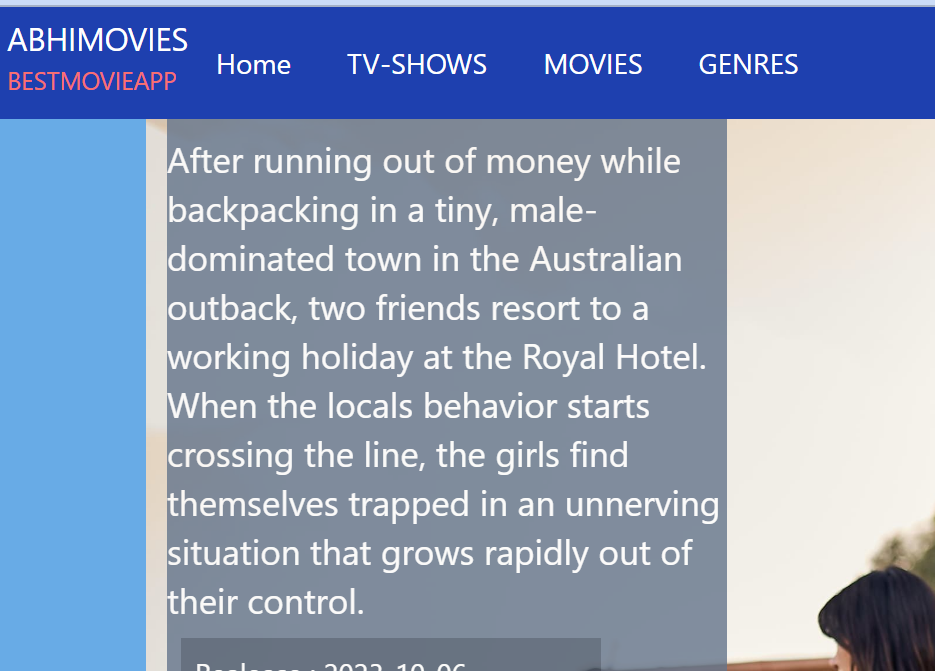 ABHIMOVIES
BESTMOVIEAPP
Home TV-SHOWS MOVIES GENRES
After running out of money while
backpacking in a tiny, male-
dominated town in the Australian
outback, two friends resort to a
working holiday at the Royal Hotel.
When the locals behavior starts
crossing the line, the girls find
themselves trapped in an unnerving
situation that grows rapidly out of
their control.